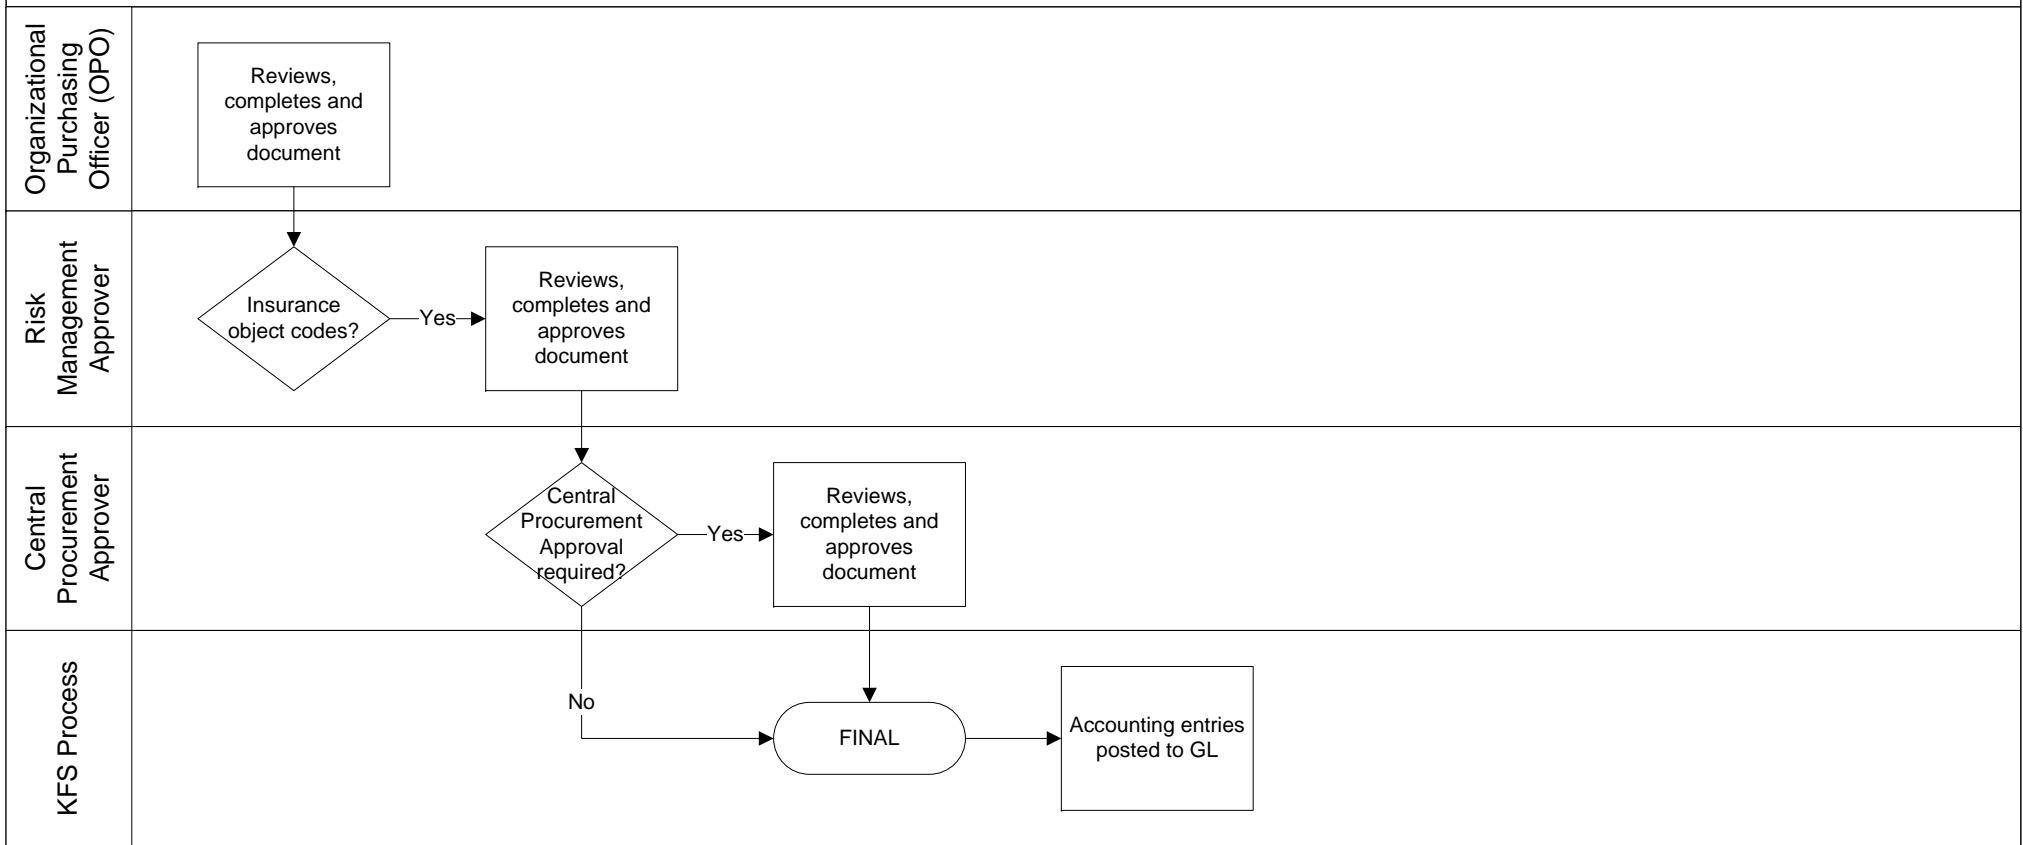 Organizational
Purchasing
Officer (OPO)
Reviews,
completes and
approves
document
Risk
Management
Approver
Insurance
object codes?
Yes
Reviews,
completes and
approves
document
Central
Procurement
Approver
Central
Procurement
Approval
required?
Yes
Reviews,
completes and
approves
document
KFS Process
No
FINAL
Accounting entries
posted to GL